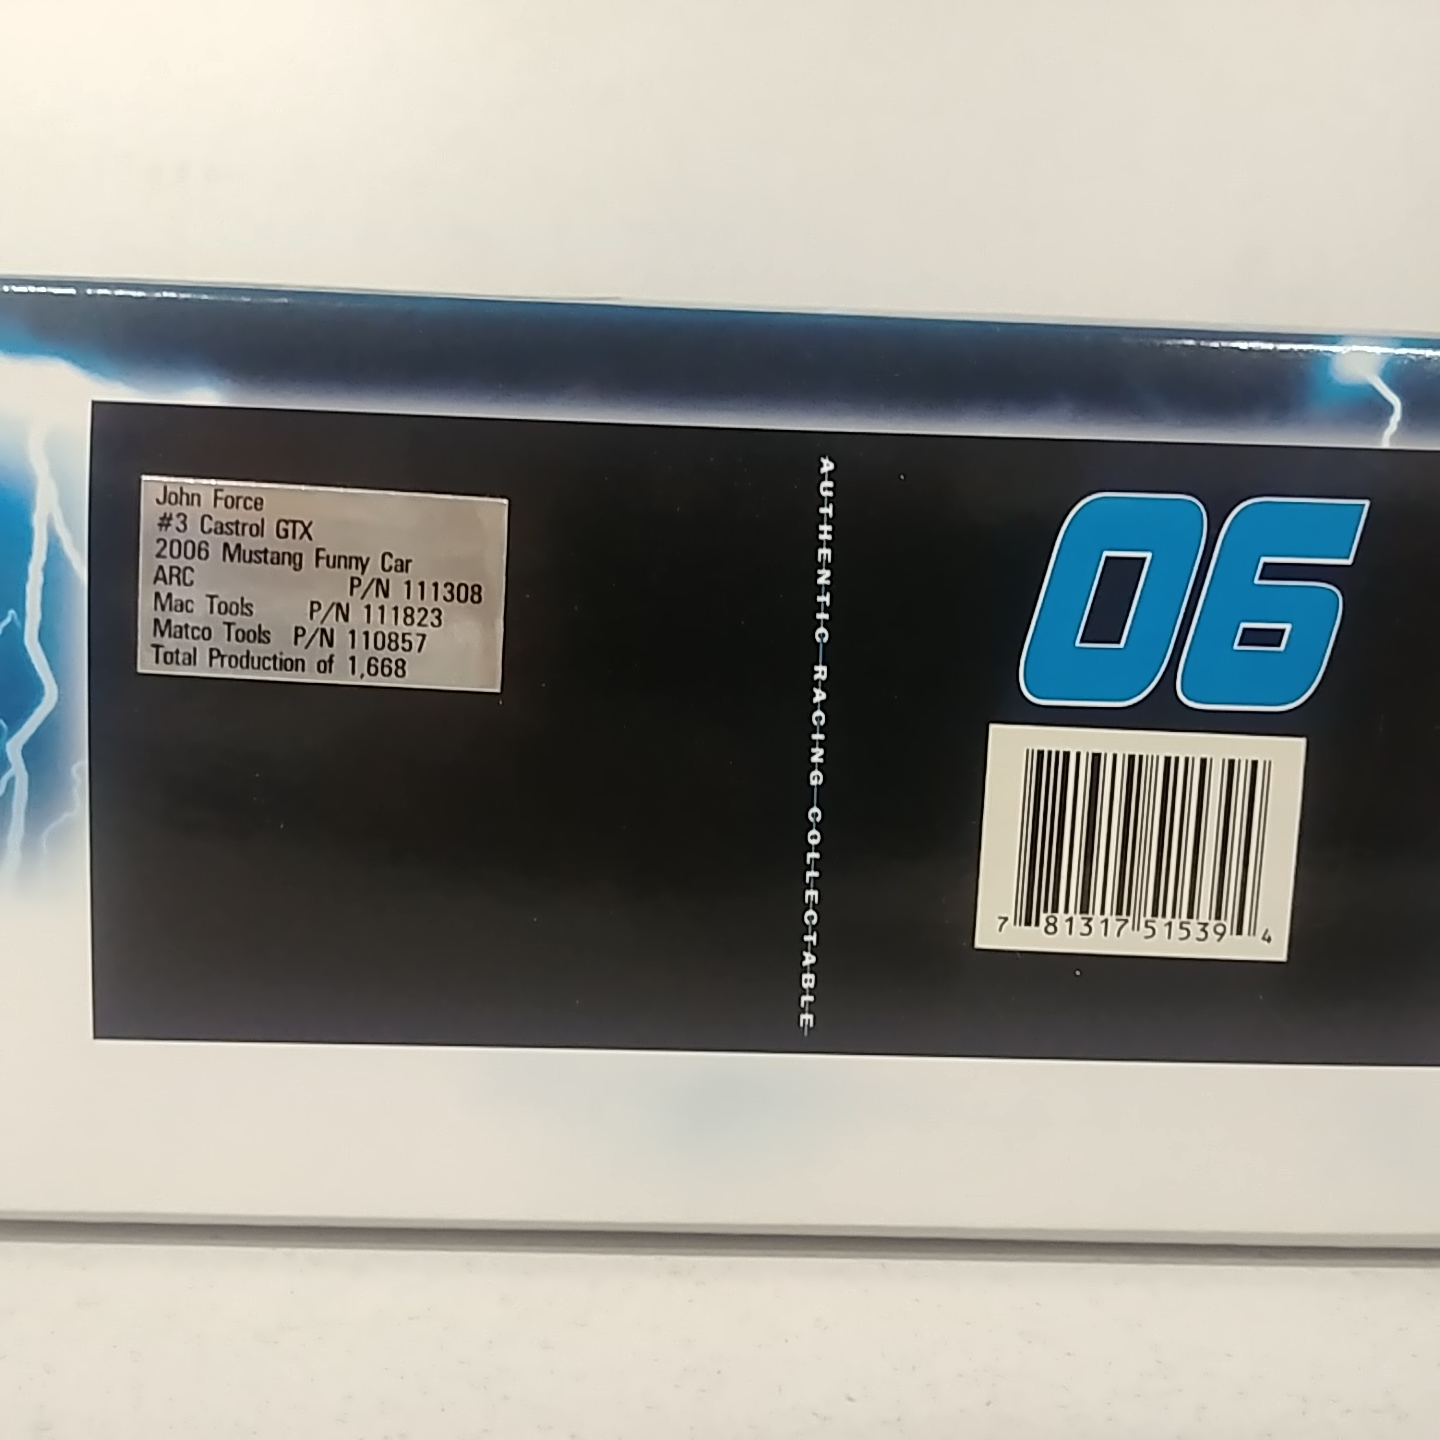 John Force
#3 Castrol GTX
2006 Mustang Funny Car
ARC P/N 111308
Mac Tools P/N 111823
Matco Tools P/N 110857
Total Production of 1,668
AUTHENTIC RACING COLLECTABLE
06
7 81317 51539 4